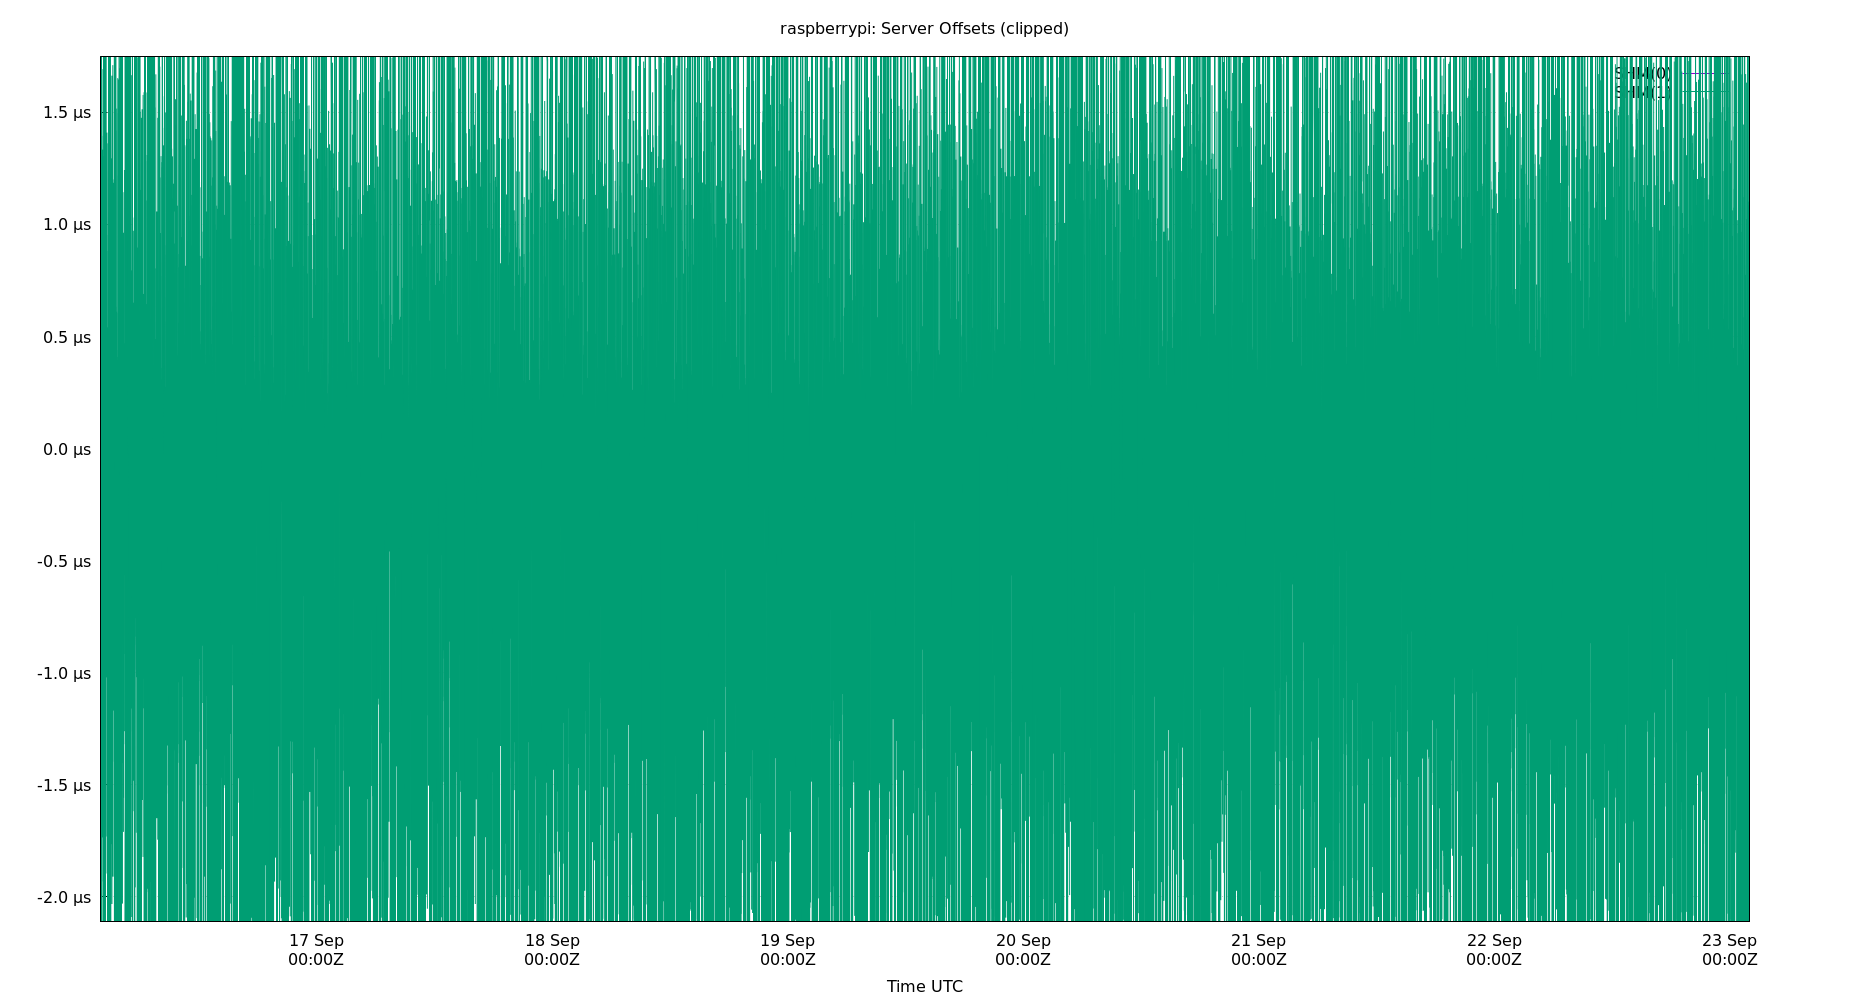 raspberrypi: Server Offsets (clipped)
SHM(0)
1.5 µs
1.0 µs
0.5 µs
0.0 µs
-0.5 µs
-1.0 µs
-1.5 µs
-2.0 µs
17 Sep 18 Sep 19 Sep 20 Sep 21 Sep 22 Sep 23 Sep
00:00Z 00:00Z 00:00Z 00:00Z 00:00Z 00:00Z 00:00Z
Time UTC